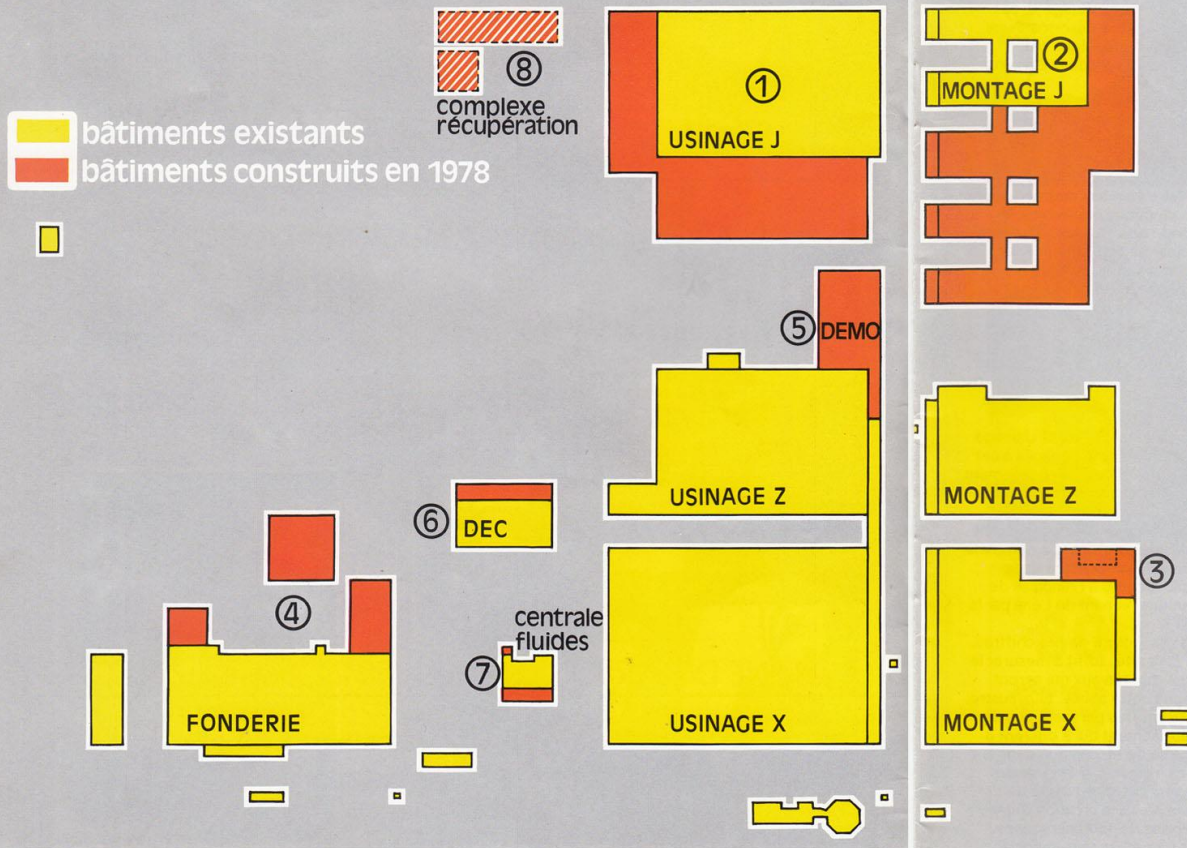 ⑧
complexe
récupération
①
USINAGE J
②
MONTAGE J
bâtiments existants
bâtiments construits en 1978
⑤ DEMO
USINAGE Z
MONTAGE Z
⑥ DEC
④
③
centrale
fluides
⑦
FONDERIE
USINAGE X
MONTAGE X